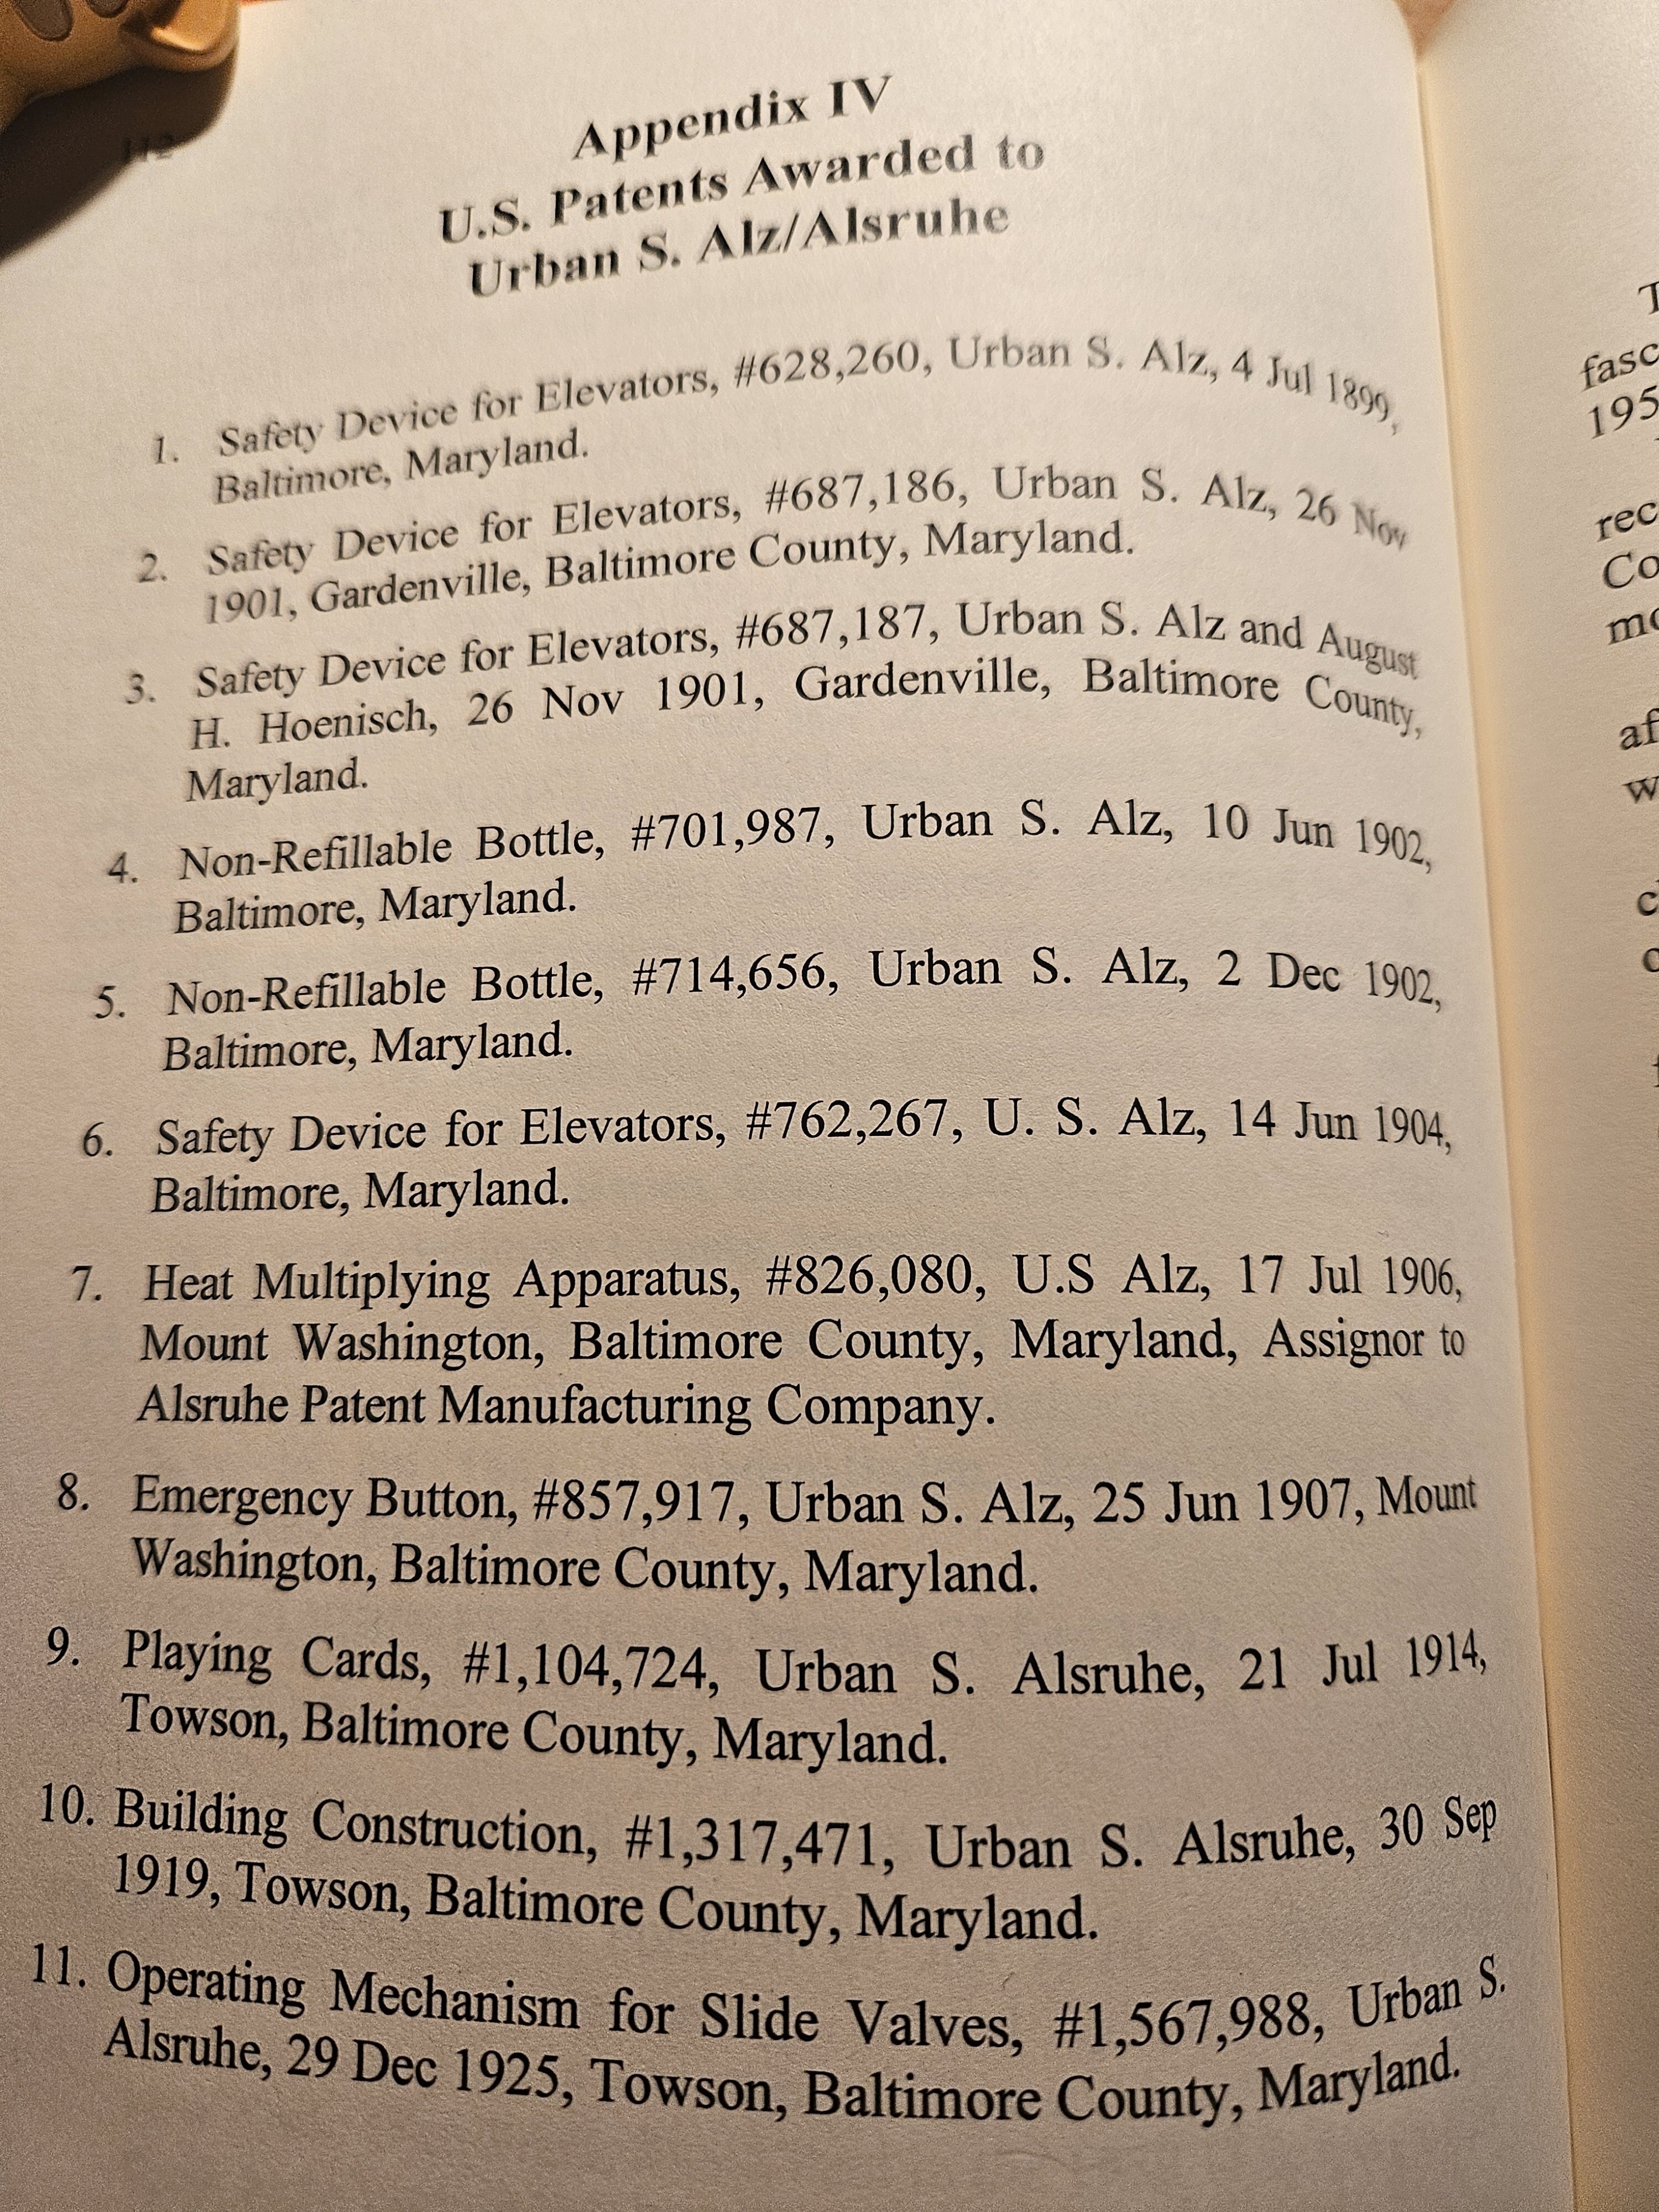 112
Appendix IV
U.S. Patents Awarded to
Urban S. Alz/Alsruhe
1. Safety Device for Elevators, #628,260, Urban S. Alz, 4 Jul 1899,
Baltimore, Maryland.
2. Safety Device for Elevators, #687,186, Urban S. Alz, 26 Nov
1901, Gardenville, Baltimore County, Maryland.
3. Safety Device for Elevators, #687,187, Urban S. Alz and August
H. Hoenisch, 26 Nov 1901, Gardenville, Baltimore County,
Maryland.
4. Non-Refillable Bottle, #701,987, Urban S. Alz, 10 Jun 1902,
Baltimore, Maryland.
5. Non-Refillable Bottle, #714,656, Urban S. Alz, 2 Dec 1902,
Baltimore, Maryland.
6. Safety Device for Elevators, #762,267, U. S. Alz, 14 Jun 1904,
Baltimore, Maryland.
7. Heat Multiplying Apparatus, #826,080, U.S Alz, 17 Jul 1906,
Mount Washington, Baltimore County, Maryland, Assignor to
Alsruhe Patent Manufacturing Company.
8. Emergency Button, #857,917, Urban S. Alz, 25 Jun 1907, Mount
Washington, Baltimore County, Maryland.
9. Playing Cards, #1,104,724, Urban S. Alsruhe, 21 Jul 1914,
Towson, Baltimore County, Maryland.
10. Building Construction, #1,317,471, Urban S. Alsruhe, 30 Sep
1919, Towson, Baltimore County, Maryland.
11. Operating Mechanism for Slide Valves, #1,567,988, Urban S.
Alsruhe, 29 Dec 1925, Towson, Baltimore County, Maryland.